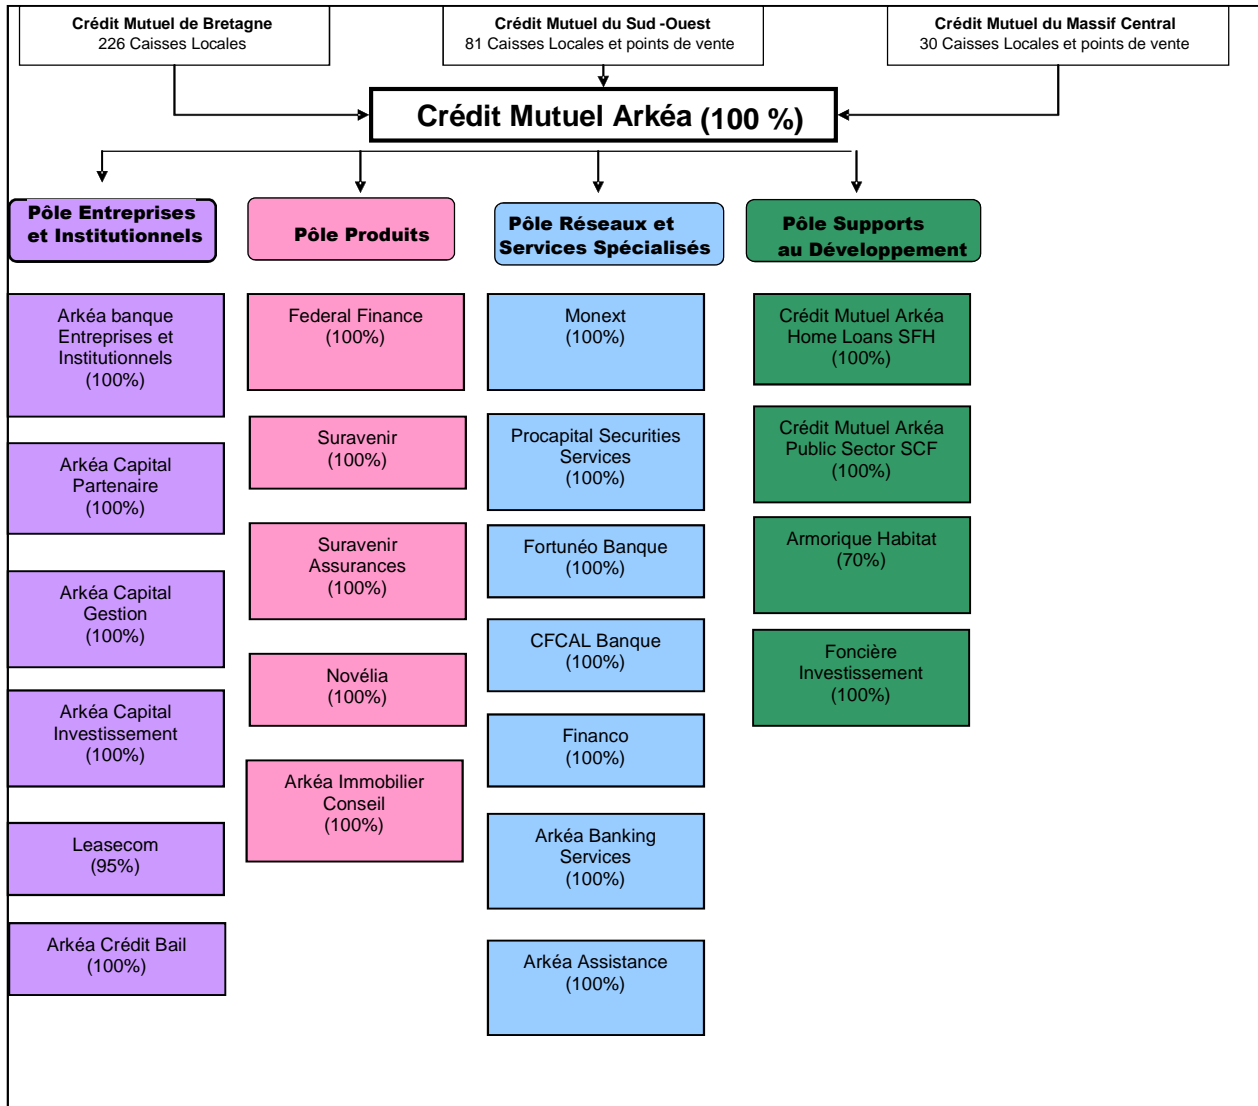 Crédit Mutuel de Bretagne
226 Caisses Locales
Crédit Mutuel du Sud -Ouest
81 Caisses Locales et points de vente
Crédit Mutuel du Massif Central
30 Caisses Locales et points de vente
Crédit Mutuel Arkéa (100 %)
Pôle Entreprises
et Institutionnels
Pôle Produits
Pôle Réseaux et
Services Spécialisés
Pôle Supports
au Développement
Arkéa banque
Entreprises et
Institutionnels
(100%)
Arkéa Capital
Partenaire
(100%)
Arkéa Capital
Gestion
(100%)
Arkéa Capital
Investissement
(100%)
Leasecom
(95%)
Arkéa Crédit Bail
(100%)
Federal Finance
(100%)
Suravenir
(100%)
Suravenir
Assurances
(100%)
Novélia
(100%)
Arkéa Immobilier
Conseil
(100%)
Monext
(100%)
Procapital Securities
Services
(100%)
Fortunéo Banque
(100%)
CFCAL Banque
(100%)
Financo
(100%)
Arkéa Banking
Services
(100%)
Arkéa Assistance
(100%)
Crédit Mutuel Arkéa
Home Loans SFH
(100%)
Crédit Mutuel Arkéa
Public Sector SCF
(100%)
Armorique Habitat
(70%)
Foncière
Investissement
(100%)